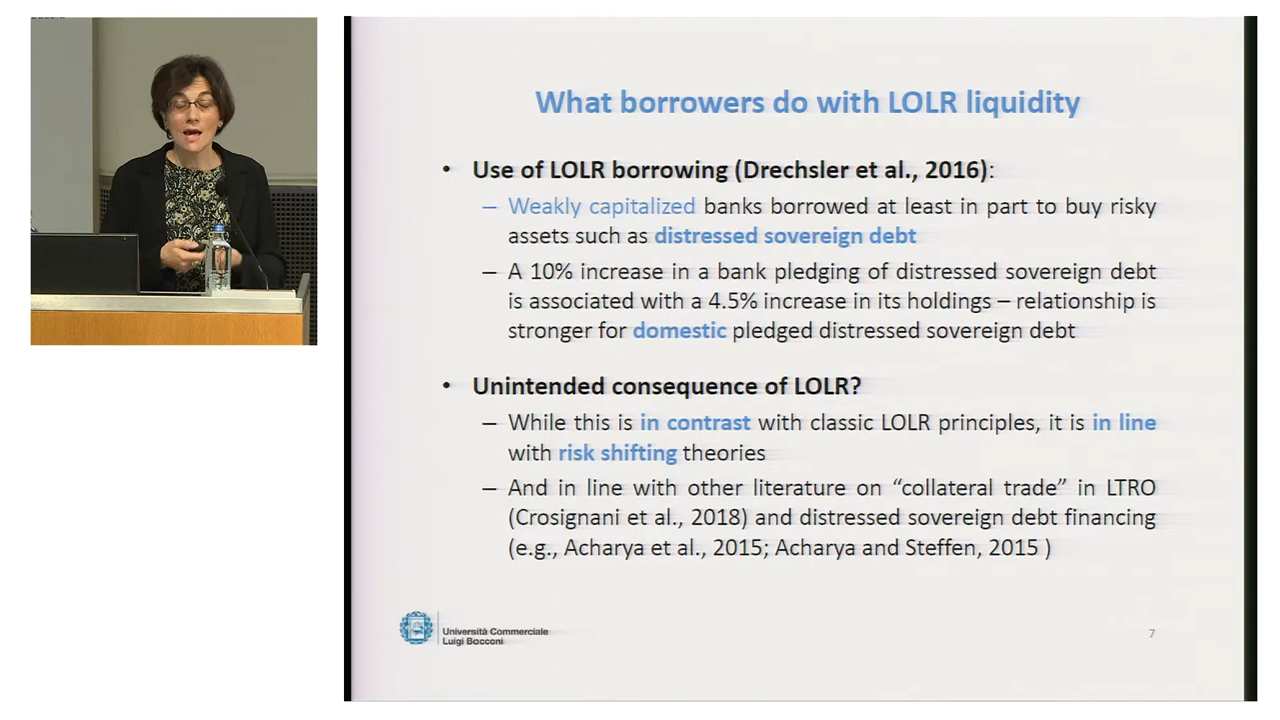 What borrowers do with LOLR liquidity
• Use of LOLR borrowing (Drechsler et al., 2016):
– Weakly capitalized banks borrowed at least in part to buy risky
assets such as distressed sovereign debt
– A 10% increase in a bank pledging of distressed sovereign debt
is associated with a 4.5% increase in its holdings – relationship is
stronger for domestic pledged distressed sovereign debt
• Unintended consequence of LOLR?
– While this is in contrast with classic LOLR principles, it is in line
with risk shifting theories
– And in line with other literature on “collateral trade” in LTRO
(Crosignani et al., 2018) and distressed sovereign debt financing
(e.g., Acharya et al., 2015; Acharya and Steffen, 2015 )
Università Commerciale
Luigi Bocconi
7